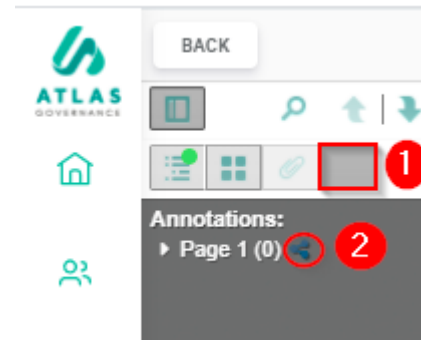 BACK
ATLAS
GOVERNANCE
1
Annotations:
Page 1 (0)
2